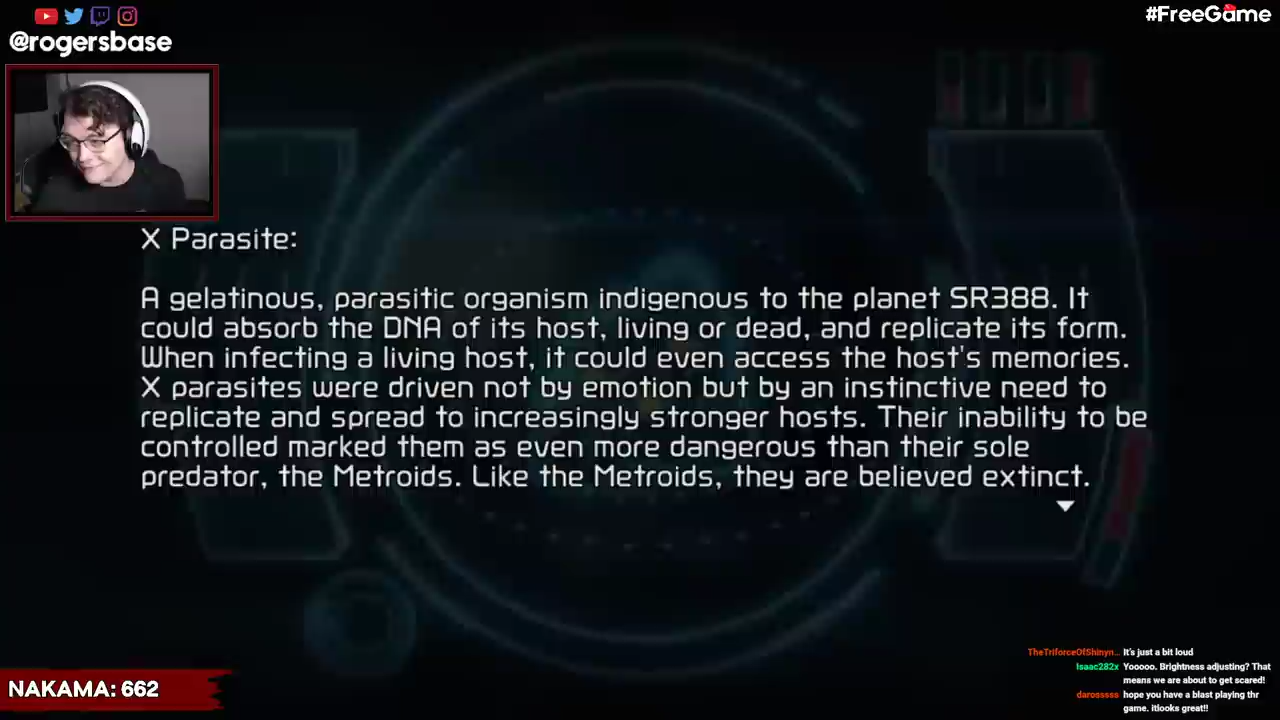 @rogersbase
#FreeGame
X Parasite:
A gelatinous, parasitic organism indigenous to the planet SR388. It
could absorb the DNA of its host, living or dead, and replicate its form.
When infecting a living host, it could even access the host's memories.
X parasites were driven not by emotion but by an instinctive need to
replicate and spread to increasingly stronger hosts. Their inability to be
controlled marked them as even more dangerous than their sole
predator, the Metroids. Like the Metroids, they are believed extinct.
TheTriforceOfShinyn... It's just a bit loud
Isaac282x Yooooo. Brightness adjusting? That
means we are about to get scared!
darosssss hope you have a blast playing thr
game. itlooks great!!
NAKAMA: 662